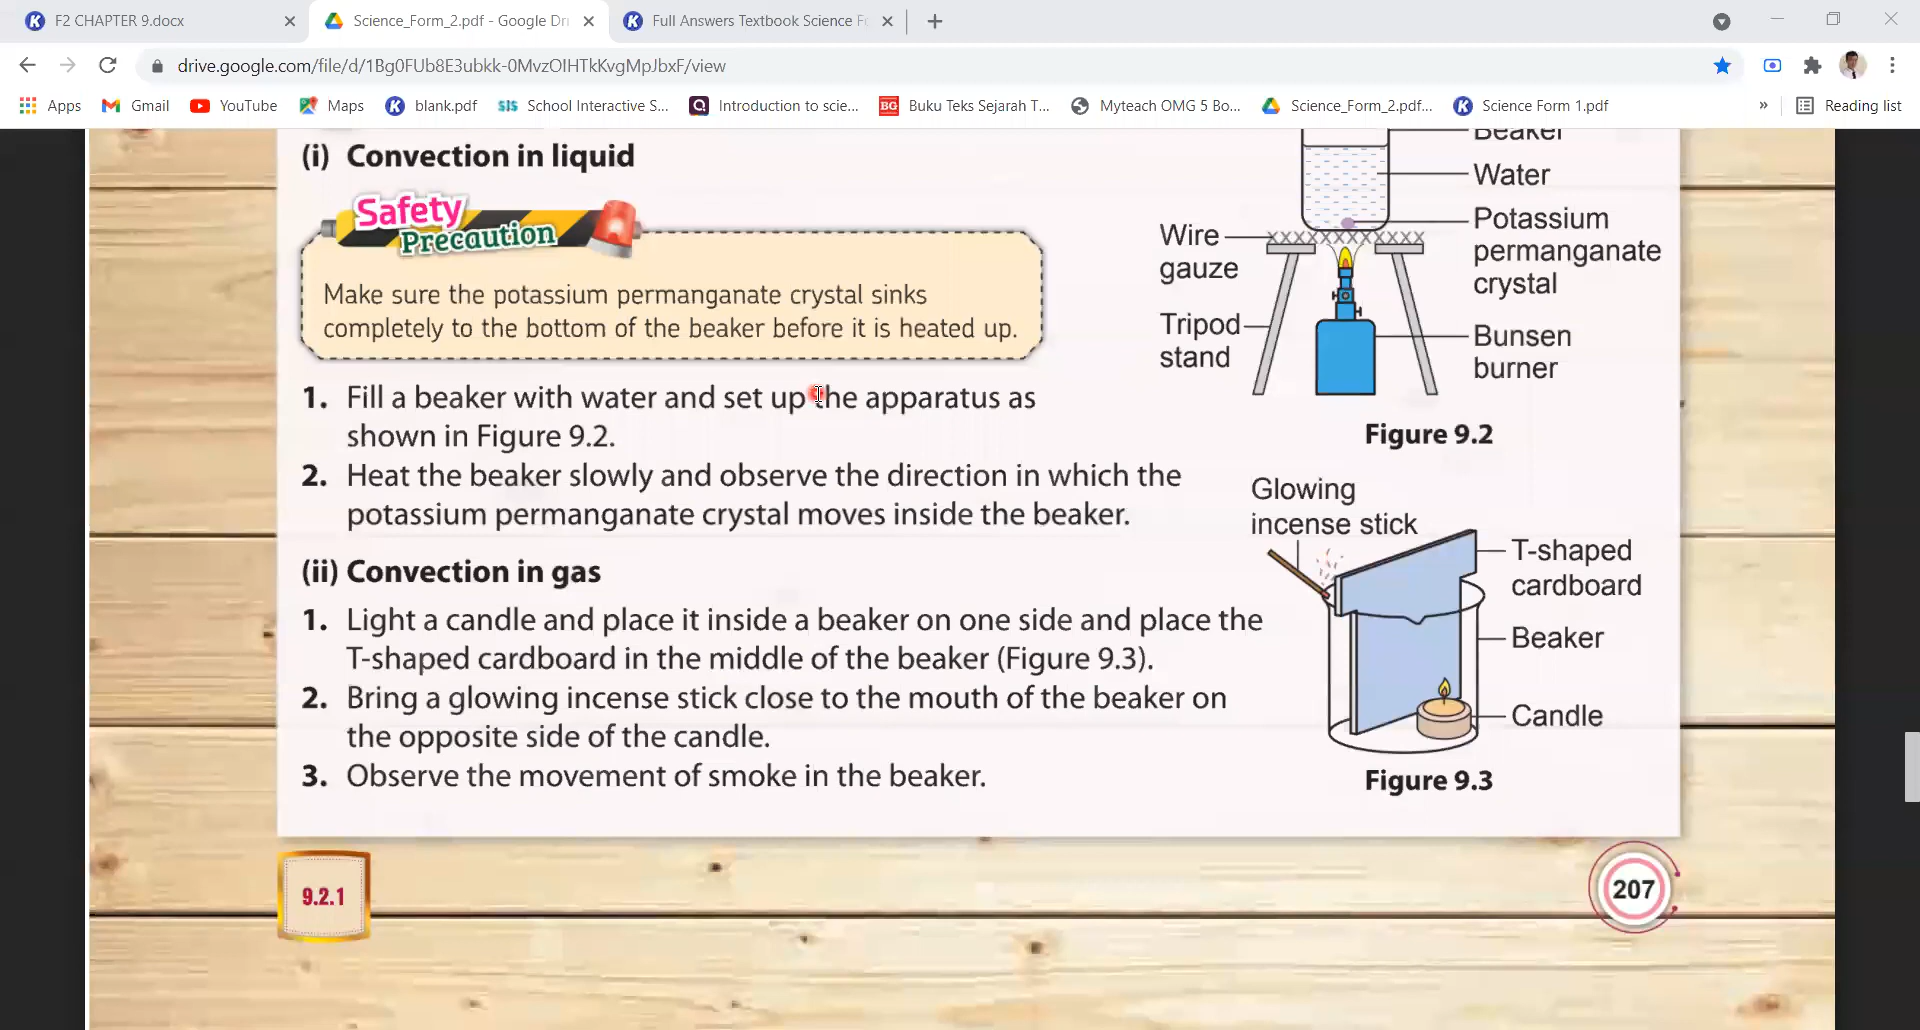 F2 CHAPTER 9.docx
Science_Form_2.pdf - Google Dri
Full Answers Textbook Science Fo
drive.google.com/file/d/1Bg0FUb8E3ubkk-0MvzOIHTkKvgMpJbxF/view
Apps
Gmail
YouTube
Maps
blank.pdf
School Interactive S...
Introduction to scie...
Buku Teks Sejarah T...
Myteach OMG 5 Bo...
Science_Form_2.pdf...
Science Form 1.pdf
»
Reading list
(i) Convection in liquid
Safety
Precaution
Make sure the potassium permanganate crystal sinks
completely to the bottom of the beaker before it is heated up.
1. Fill a beaker with water and set up the apparatus as
shown in Figure 9.2.
2. Heat the beaker slowly and observe the direction in which the
potassium permanganate crystal moves inside the beaker.
Beaker
Water
Potassium
permanganate
crystal
Wire
gauze
Tripod
stand
Bunsen
burner
Figure 9.2
(ii) Convection in gas
1. Light a candle and place it inside a beaker on one side and place the
T-shaped cardboard in the middle of the beaker (Figure 9.3).
2. Bring a glowing incense stick close to the mouth of the beaker on
the opposite side of the candle.
3. Observe the movement of smoke in the beaker.
Glowing
incense stick
T-shaped
cardboard
Beaker
Candle
Figure 9.3
9.2.1
207